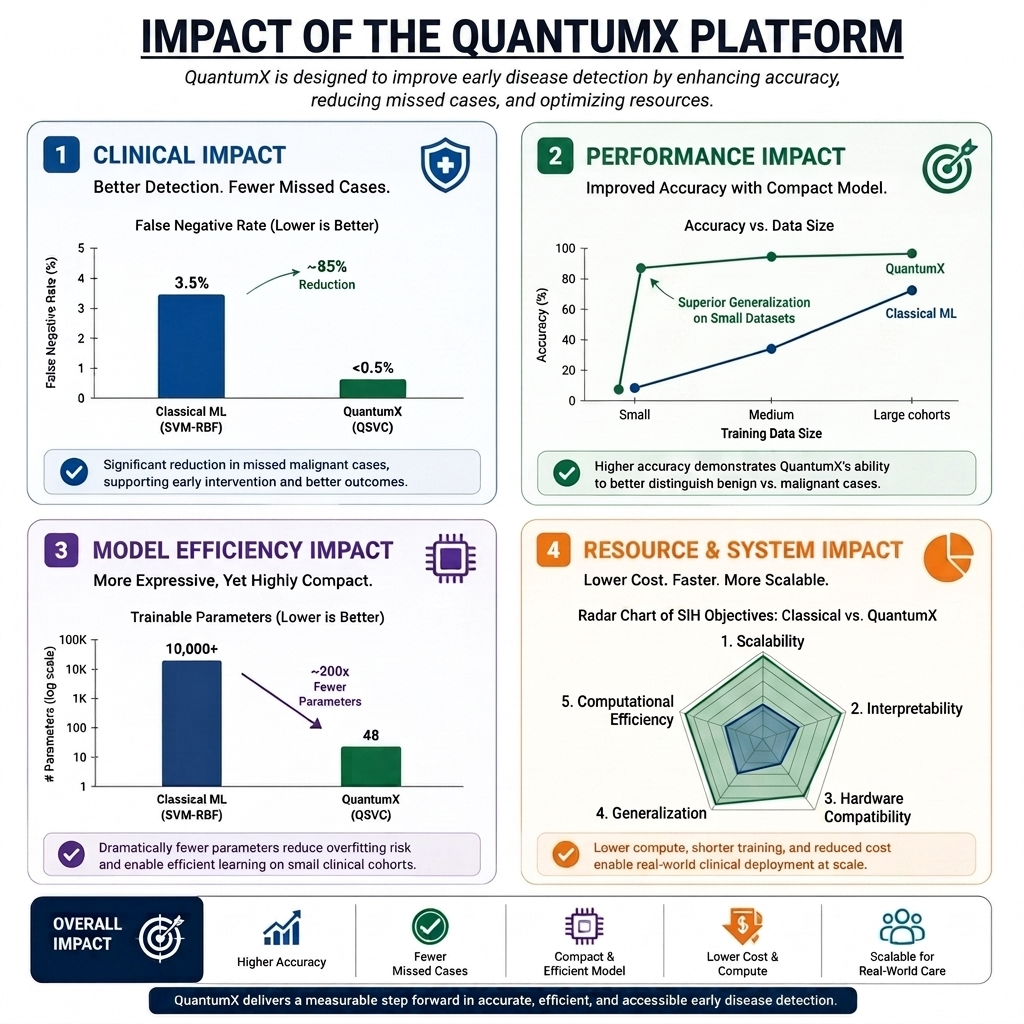 IMPACT OF THE QUANTUMX PLATFORM
QuantumX is designed to improve early disease detection by enhancing accuracy,
reducing missed cases, and optimizing resources.
1 CLINICAL IMPACT
Better Detection. Fewer Missed Cases.
False Negative Rate (Lower is Better)
False Negative Rate (%)
5
4
3
2
1
0
3.5%
~85%
Reduction
<0.5%
Classical ML
(SVM-RBF)
QuantumX
(QSVC)
Significant reduction in missed malignant cases,
supporting early intervention and better outcomes.
2 PERFORMANCE IMPACT
Improved Accuracy with Compact Model.
Accuracy vs. Data Size
Accuracy (%)
100
80
60
40
20
0
QuantumX
Superior Generalization
on Small Datasets
Classical ML
Small
Medium
Large cohorts
Training Data Size
Higher accuracy demonstrates QuantumX's ability
to better distinguish benign vs. malignant cases.
3 MODEL EFFICIENCY IMPACT
More Expressive, Yet Highly Compact.
Trainable Parameters (Lower is Better)
# Parameters (log scale)
100K
10K
1K
100
10
1
10,000+
~200x
Fewer
Parameters
48
Classical ML
(SVM-RBF)
QuantumX
(QSVC)
Dramatically fewer parameters reduce overfitting risk
and enable efficient learning on small clinical cohorts.
4 RESOURCE & SYSTEM IMPACT
Lower Cost. Faster. More Scalable.
Radar Chart of SIH Objectives: Classical vs. QuantumX
1. Scalability
5. Computational
Efficiency
2. Interpretability
4. Generalization
3. Hardware
Compatibility
Lower compute, shorter training, and reduced cost
enable real-world clinical deployment at scale.
OVERALL
IMPACT
Higher Accuracy
Fewer
Missed Cases
Compact &
Efficient Model
$
Lower Cost &
Compute
Scalable for
Real-World Care
QuantumX delivers a measurable step forward in accurate, efficient, and accessible early disease detection.